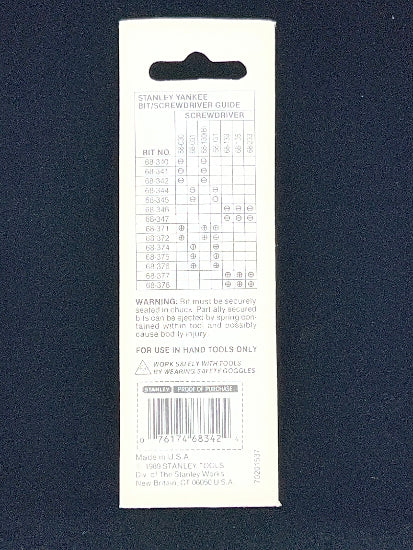 STANLEY YANKEE
BIT/SCREWDRIVER GUIDE
SCREWDRIVER
BIT NO.
68-340
68-341
68-342
68-344
68-345
68-346
68-347
68-371
68-372
68-374
68-375
68-376
68-377
68-378
WARNING: Bit must be securely
seated in chuck. Partially secured
bits can be ejected by spring con-
tained within tool and possibly
cause bodily injury.
FOR USE IN HAND TOOLS ONLY
WORK SAFELY WITH TOOLS
BY WEARING SAFETY GOGGLES
STANLEY PROOF OF PURCHASE
0 76174 68342 4
Made in U.S.A.
© 1989 STANLEY TOOLS
Div. of The Stanley Works
New Britain, CT 06050 U.S.A.